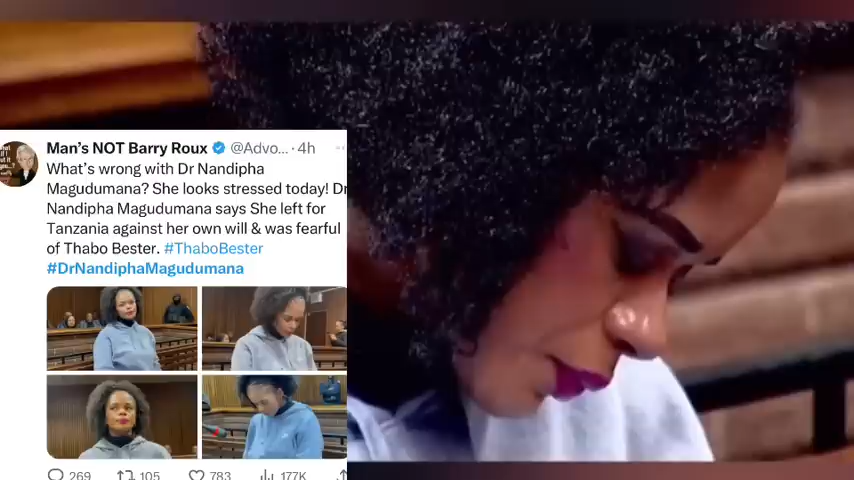 Man's NOT Barry Roux @Advo... · 4h
What's wrong with Dr Nandipha
Magudumana? She looks stressed today! Dr
Nandipha Magudumana says She left for
Tanzania against her own will & was fearful
of Thabo Bester. #ThaboBester
#DrNandiphaMagudumana
269 105 783 177K